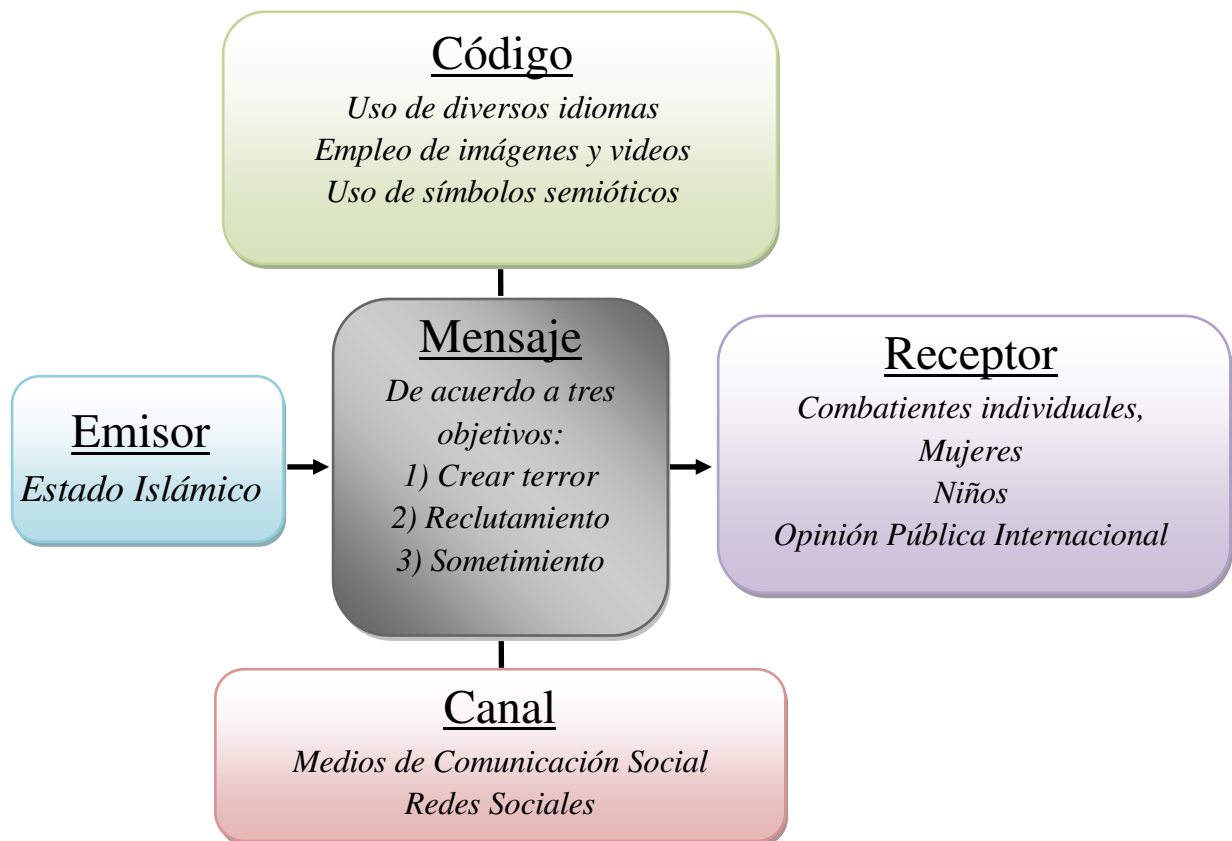 Código
Uso de diversos idiomas
Empleo de imágenes y videos
Uso de símbolos semióticos
Emisor
Estado Islámico
Mensaje
De acuerdo a tres
objetivos:
1) Crear terror
2) Reclutamiento
3) Sometimiento
Receptor
Combatientes individuales,
Mujeres
Niños
Opinión Pública Internacional
Canal
Medios de Comunicación Social
Redes Sociales